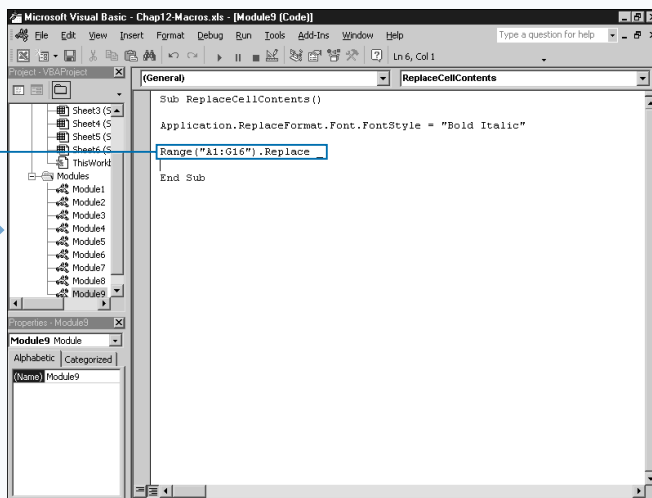 Microsoft Visual Basic - Chap12-Macros.xls - [Module9 (Code)]
File Edit View Insert Format Debug Run Tools Add-Ins Window Help Type a question for help
Ln 6, Col 1
Project - VBAProject
(General) ReplaceCellContents
Sheet3 (S
Sheet4 (S
Sheet5 (S
Sheet6 (S
ThisWorkb
Modules
Module1
Module2
Module3
Module4
Module5
Module6
Module7
Module8
Module9
Sub ReplaceCellContents()
Application.ReplaceFormat.Font.FontStyle = "Bold Italic"
Range("A1:G16").Replace _
End Sub
Properties - Module9
Module9 Module
Alphabetic Categorized
(Name) Module9